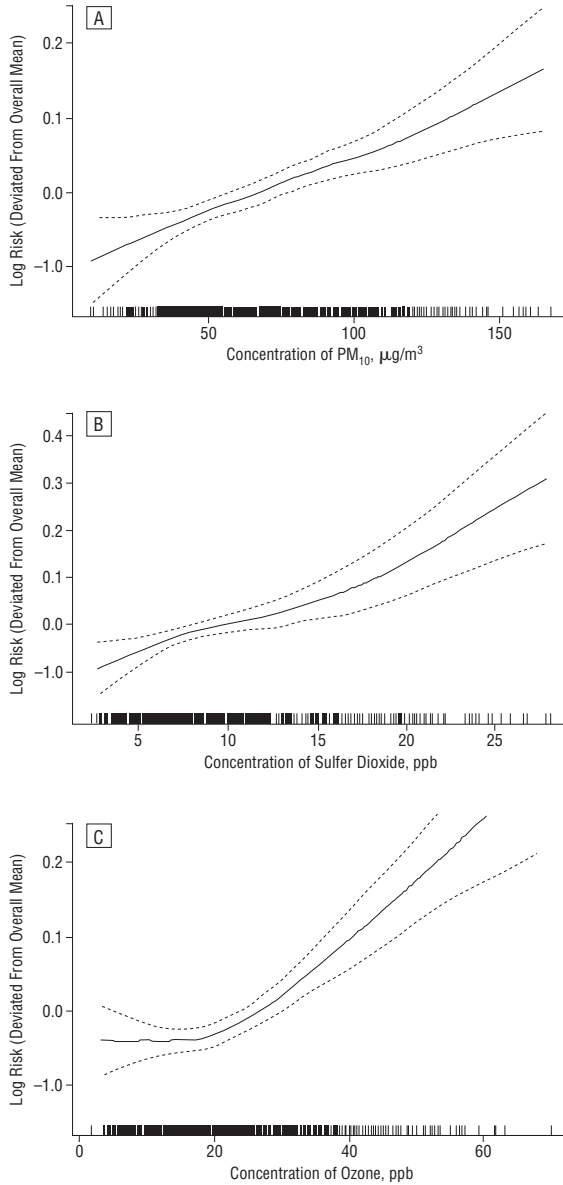 A
Log Risk (Deviated From Overall Mean)
0.2
0.1
0.0
–1.0
50
100
150
Concentration of PM10, μg/m3
B
Log Risk (Deviated From Overall Mean)
0.4
0.3
0.2
0.1
0.0
–1.0
5
10
15
20
25
Concentration of Sulfer Dioxide, ppb
C
Log Risk (Deviated From Overall Mean)
0.2
0.1
0.0
–1.0
0
20
40
60
Concentration of Ozone, ppb